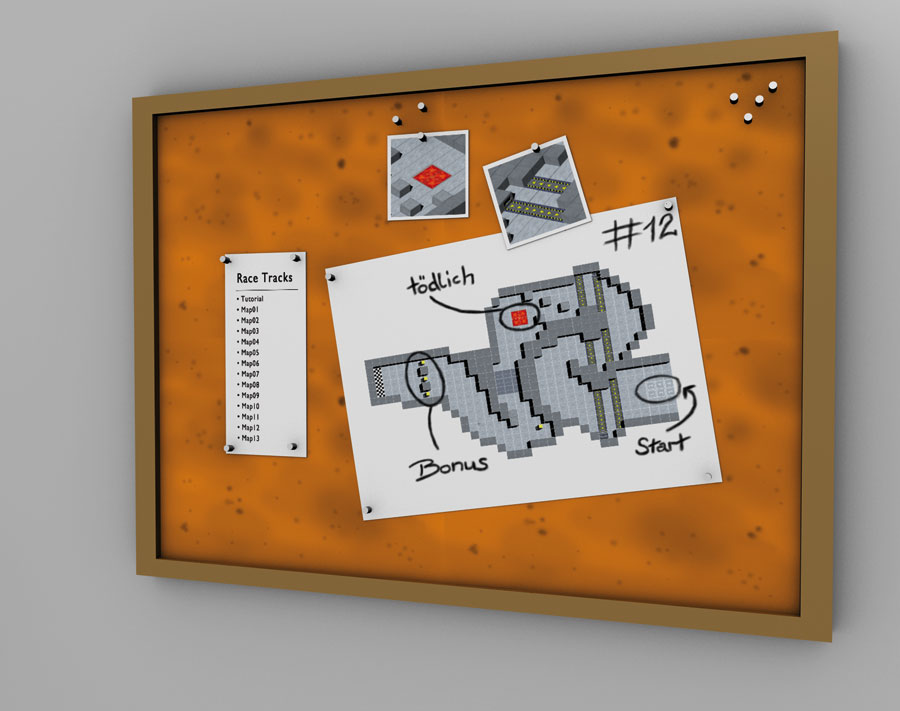 Race Tracks
• Tutorial
• Map01
• Map02
• Map03
• Map04
• Map05
• Map06
• Map07
• Map08
• Map09
• Map10
• Map11
• Map12
• Map13
#12
tödlich
Bonus
Start